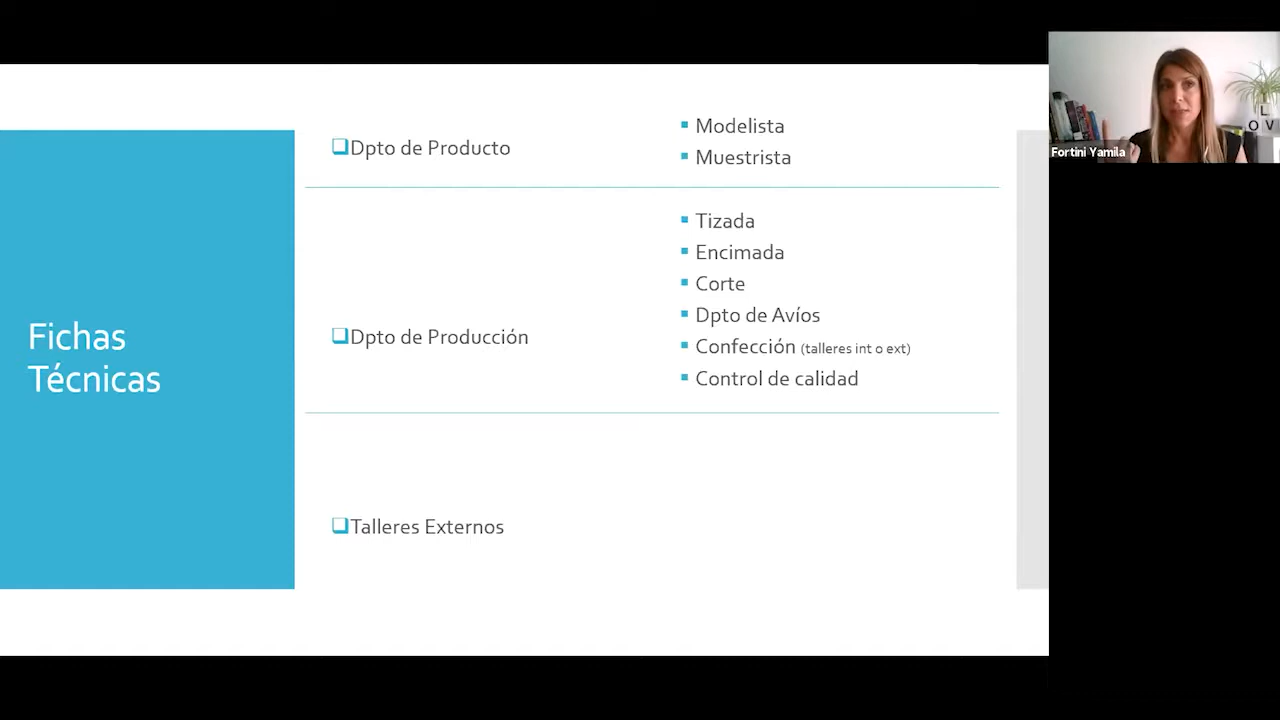 Fichas
Técnicas
Dpto de Producto
Modelista
Muestrista
Dpto de Producción
Tizada
Encimada
Corte
Dpto de Avíos
Confección (talleres int o ext)
Control de calidad
Talleres Externos
Fortini Yamila
L
O V